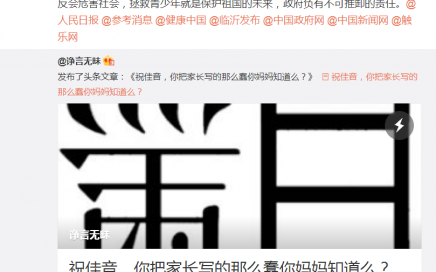 反会危害社会，拯救青少年就是保护祖国的未来，政府负有不可推卸的责任。@
人民日报 @参考消息 @健康中国 @临沂发布 @中国政府网 @中国新闻网 @触
乐网
@诤言无昧
发布了头条文章：《祝佳音，你把家长写的那么蠢你妈妈知道么？》 祝佳音，你把家长写的
那么蠢你妈妈知道么？
诤言无昧
祝佳音，你把家长写的那么蠢你妈妈知道么？